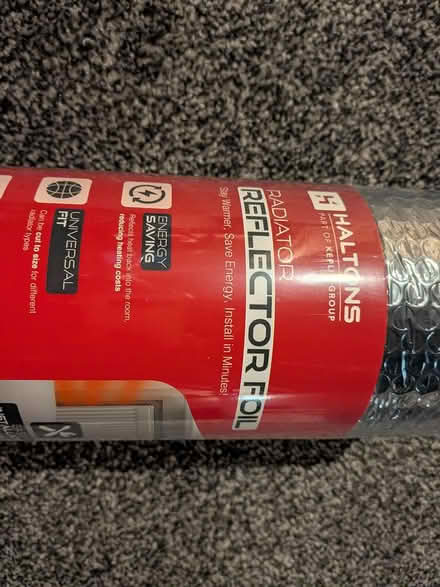 HALTONS
PART OF KEFLI GROUP
RADIATOR
REFLECTOR FOIL
Stay Warmer, Save Energy, Install in Minutes!
ENERGY
SAVING
Reflects heat back into the room,
reducing heating costs
UNIVERSAL
FIT
Can be cut to size for different
radiator types